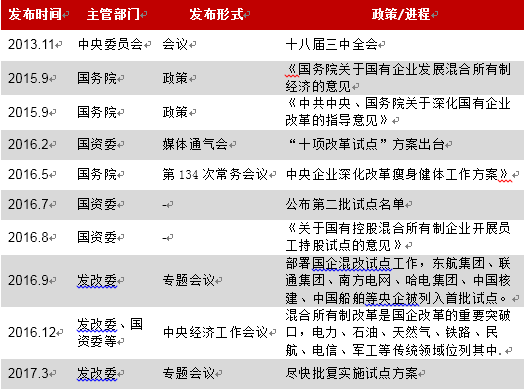 发布时间 主管部门 发布形式 政策/进程
2013.11 中央委员会 会议 十八届三中全会
2015.9 国务院 政策 《国务院关于国有企业发展混合所有制
经济的意见
2015.9 国务院 政策 《中共中央、国务院关于深化国有企业
改革的指导意见》
2016.2 国资委 媒体通气会 “十项改革试点”方案出台
2016.5 国务院 第 134 次常务会议 中央企业深化改革瘦身健体工作方案》
2016.7 国资委 - 公布第二批试点名单
2016.8 国资委 - 《关于国有控股混合所有制企业开展员
工持股试点的意见》
2016.9 发改委 专题会议 部署国企混改试点工作，东航集团、联
通集团、南方电网、哈电集团、中国核
建、中国船舶等央企被列入首批试点。
2016.12 发改委、国
资委等 中央经济工作会议 混合所有制改革是国企改革的重要突破
口，电力、石油、天然气、铁路、民
航、电信、军工等传统领域位列其中.
2017.3 发改委 专题会议 尽快批复实施试点方案